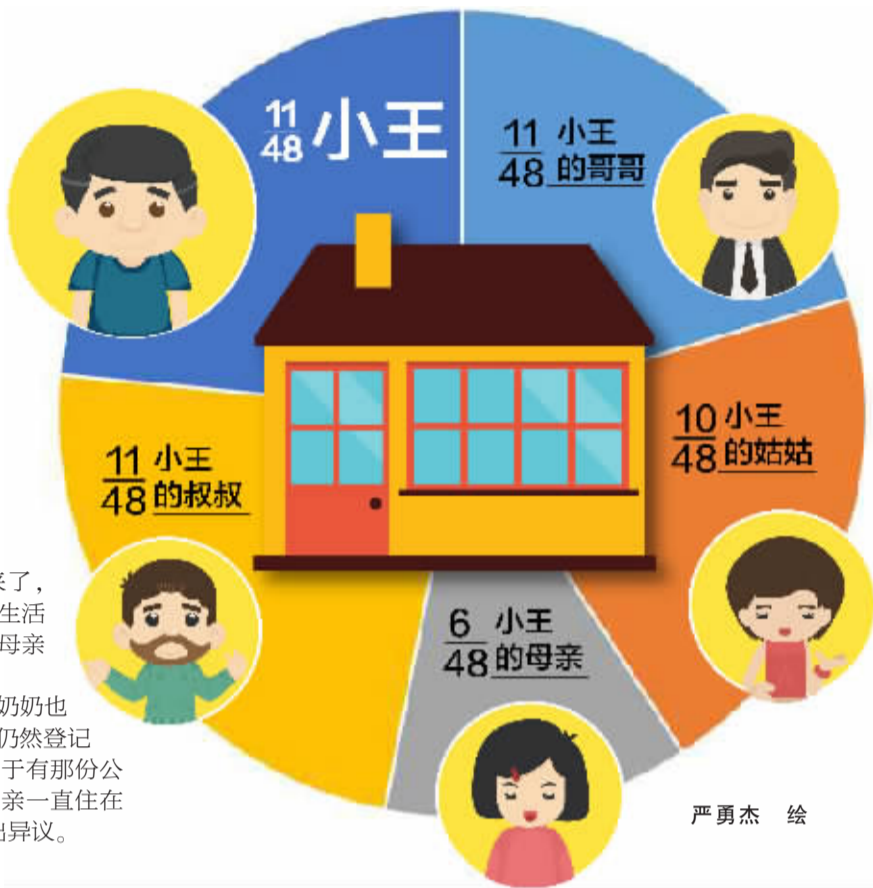 11/48 小王
11/48 小王
的哥哥
10/48 小王
的姑姑
11/48 小王
的叔叔
6/48 小王
的母亲
来了，
生活
母亲
奶奶也
仍然登记
于有那份公
亲一直住在
出异议。
严勇杰 绘